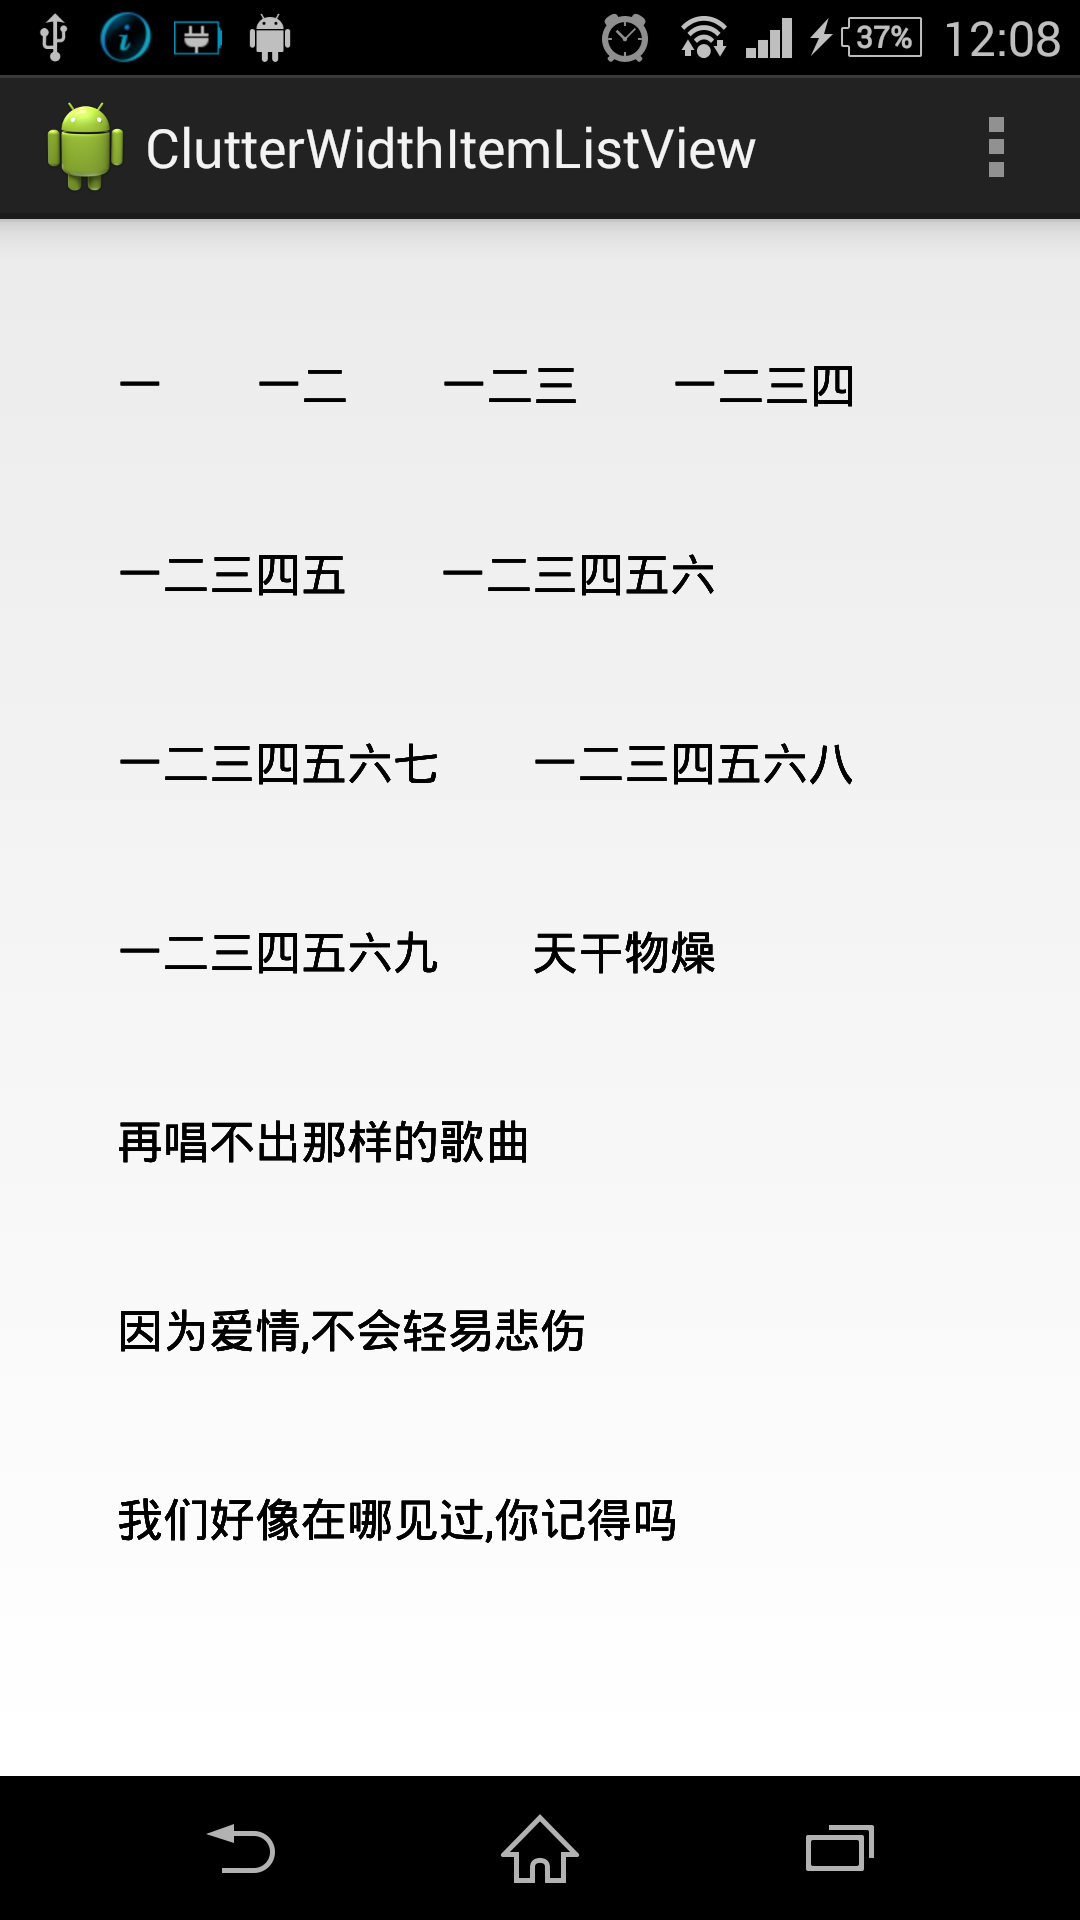 37% 12:08
ClutterWidthItemListView
一 一二 一二三 一二三四
一二三四五 一二三四五六
一二三四五六七 一二三四五六八
一二三四五六九 天干物燥
再唱不出那样的歌曲
因为爱情,不会轻易悲伤
我们好像在哪见过,你记得吗